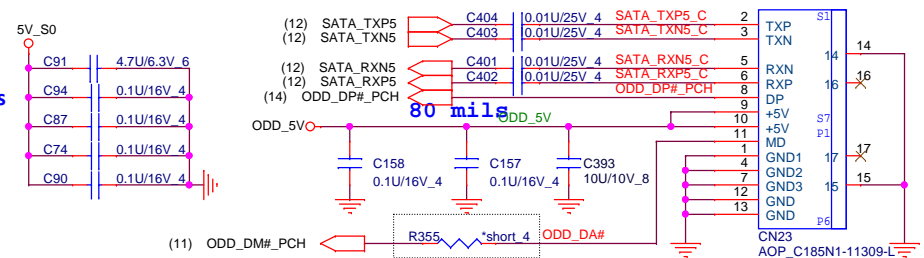 5V_S0
C91 4.7U/6.3V_6
C94 0.1U/16V_4
s
C87 0.1U/16V_4
C74 0.1U/16V_4
C90 0.1U/16V_4
(12) SATA_TXP5 C404 0.01U/25V_4 SATA_TXP5_C 2 TXP S1
(12) SATA_TXN5 C403 0.01U/25V_4 SATA_TXN5_C 3 TXN
14 14
(12) SATA_RXN5 C401 0.01U/25V_4 SATA_RXN5_C 5 RXN
(12) SATA_RXP5 C402 0.01U/25V_4 SATA_RXP5_C 6 RXP 16 16
(14) ODD_DP#_PCH ODD_DP#_PCH 8 DP
80 mils
9 +5V S7
ODD_5V ODD_5V 10 +5V P1
11 MD
1 GND1 17 17
C158 C157 C393 4 GND2
0.1U/16V_4 0.1U/16V_4 10U/10V_8 7 GND3 15 15
12 GND
13 GND P6
(11) ODD_DM#_PCH R355 *short_4 ODD_DA#
CN23
AOP_C185N1-11309-L